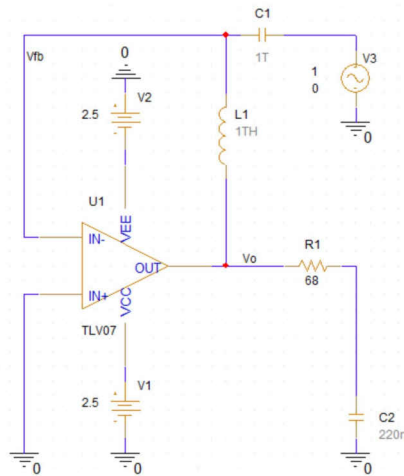 C1
1T
V3
1
0
Vfb
0
V2
2.5
L1
1TH
0
U1
IN-
VEE
OUT
Vo
R1
68
IN+
VCC
TLV07
V1
2.5
C2
220n
0
0
0